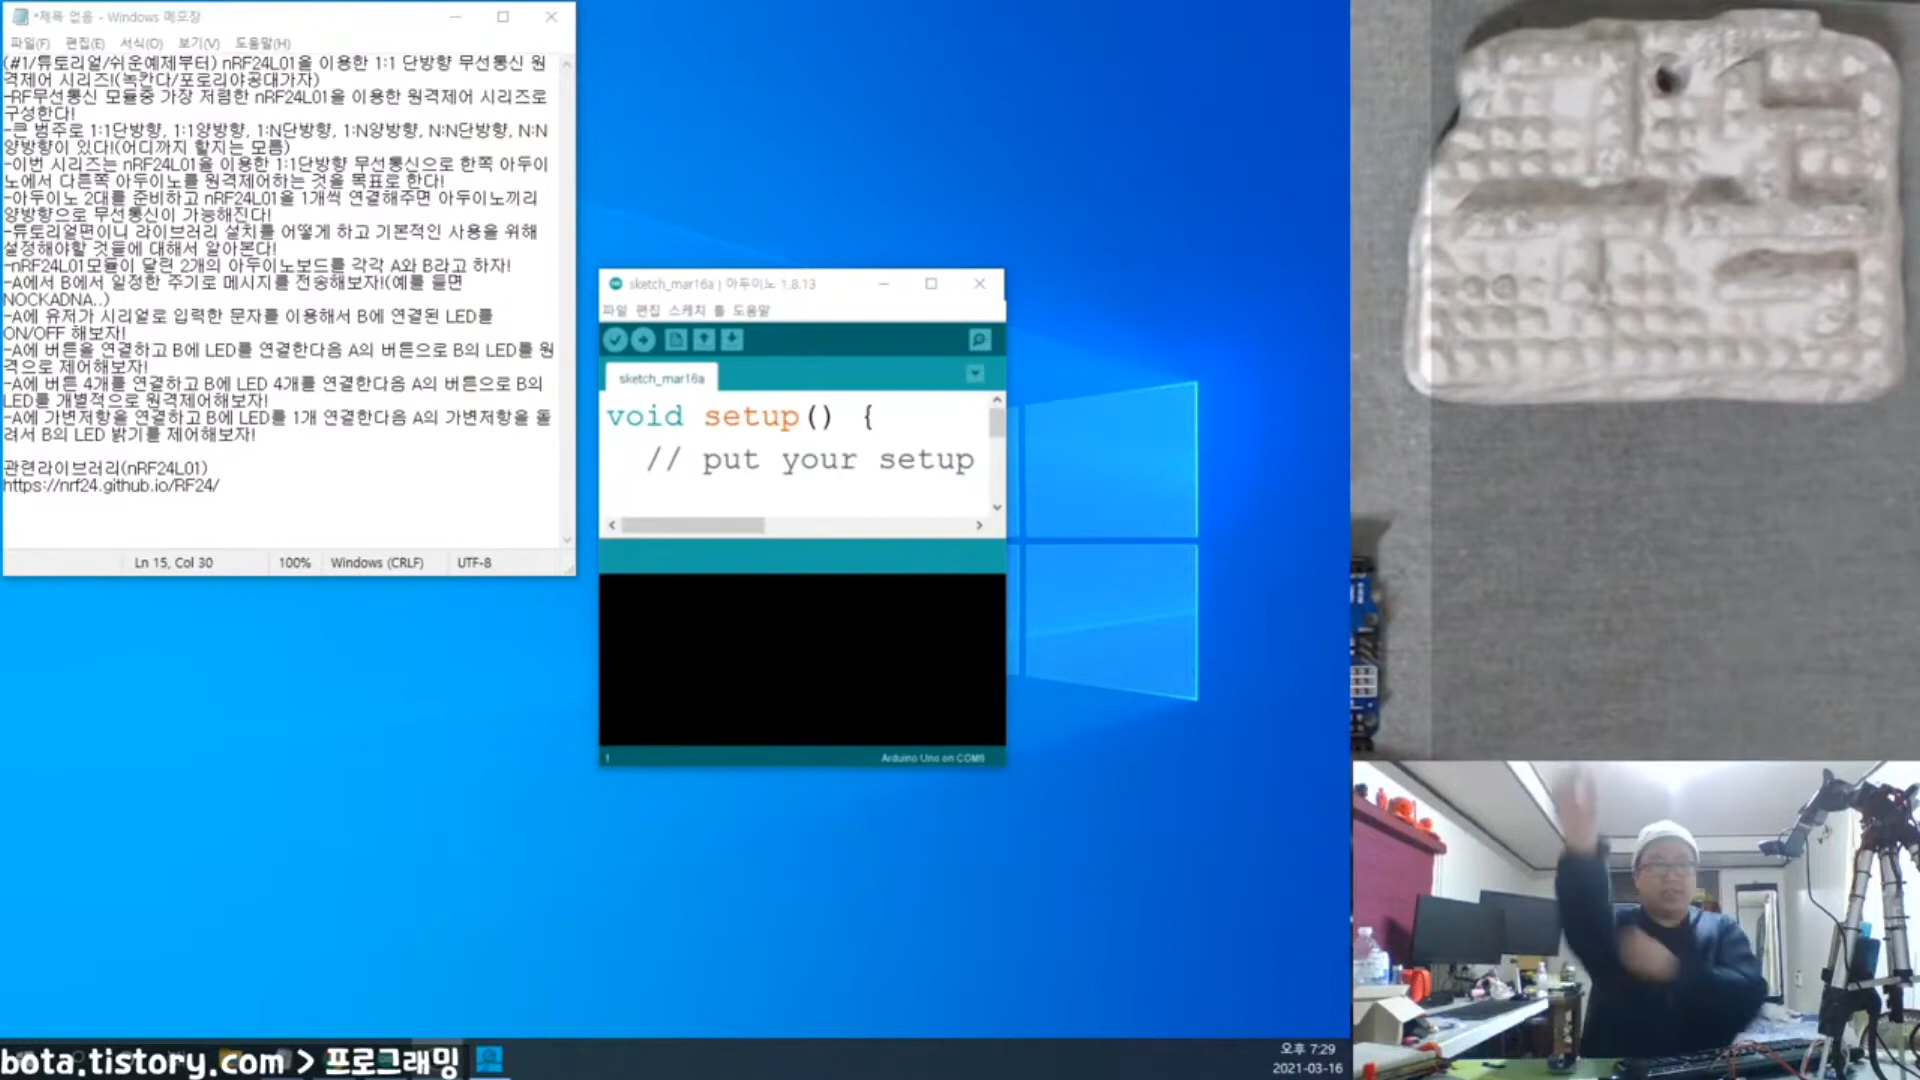 *제목 없음 - Windows 메모장
파일(F) 편집(E) 서식(O) 보기(V) 도움말(H)
(#1/튜토리얼/쉬운예제부터) nRF24L01을 이용한 1:1 단방향 무선통신 원
격제어 시리즈!(녹칸다/포로리야공대가자)
-RF무선통신 모듈중 가장 저렴한 nRF24L01을 이용한 원격제어 시리즈로
구성한다!
-큰 범주로 1:1단방향, 1:1양방향, 1:N단방향, 1:N양방향, N:N단방향, N:N
양방향이 있다!(어디까지 할지는 모름)
-이번 시리즈는 nRF24L01을 이용한 1:1단방향 무선통신으로 한쪽 아두이
노에서 다른쪽 아두이노를 원격제어하는 것을 목표로 한다!
-아두이노 2대를 준비하고 nRF24L01을 1개씩 연결해주면 아두이노끼리
양방향으로 무선통신이 가능해진다!
-튜토리얼편이니 라이브러리 설치를 어떻게 하고 기본적인 사용을 위해
설정해야할 것들에 대해서 알아본다!
-nRF24L01모듈이 달린 2개의 아두이노보드를 각각 A와 B라고 하자!
-A에서 B에서 일정한 주기로 메시지를 전송해보자!(예를 들면
NOCKADNA..)
-A에 유저가 시리얼로 입력한 문자를 이용해서 B에 연결된 LED를
ON/OFF 해보자!
-A에 버튼을 연결하고 B에 LED를 연결한다음 A의 버튼으로 B의 LED를 원
격으로 제어해보자!
-A에 버튼 4개를 연결하고 B에 LED 4개를 연결한다음 A의 버튼으로 B의
LED를 개별적으로 원격제어해보자!
-A에 가변저항을 연결하고 B에 LED를 1개 연결한다음 A의 가변저항을 돌
려서 B의 LED 밝기를 제어해보자!
관련라이브러리(nRF24L01)
https://nrf24.github.io/RF24/
Ln 15, Col 30 100% Windows (CRLF) UTF-8
sketch_mar16a | 아두이노 1.8.13
파일 편집 스케치 툴 도움말
sketch_mar16a
void setup() {
// put your setup
1 Arduino Uno on COM6
bota.tistory.com > 프로그래밍
오후 7:29
2021-03-16